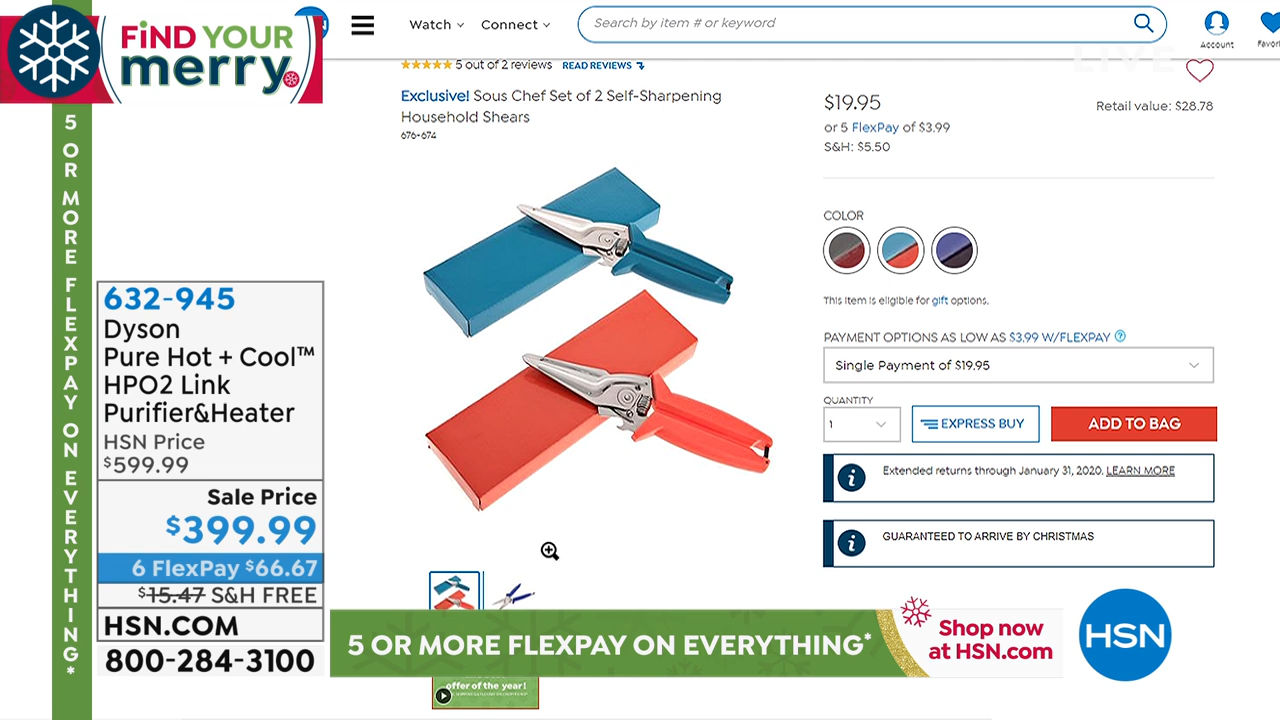 FiND YOUR
merry.
5 OR MORE FLEXPAY ON EVERYTHING*
632-945
Dyson
Pure Hot + Cool™
HPO2 Link
Purifier&Heater
HSN Price
$599.99
Sale Price
$399.99
6 FlexPay $66.67
$15.47 S&H FREE
HSN.COM
800-284-3100
Watch
Connect
Search by item # or keyword
Account
LIVE
5 out of 2 reviews READ REVIEWS
Exclusive! Sous Chef Set of 2 Self-Sharpening
Household Shears
676-674
$19.95
Retail value: $28.78
or 5 FlexPay of $3.99
S&H: $5.50
COLOR
This item is eligible for gift options.
PAYMENT OPTIONS AS LOW AS $3.99 W/FLEXPAY ?
Single Payment of $19.95
QUANTITY
1
EXPRESS BUY
ADD TO BAG
Extended returns through January 31, 2020. LEARN MORE
GUARANTEED TO ARRIVE BY CHRISTMAS
5 OR MORE FLEXPAY ON EVERYTHING*
Shop now
at HSN.com
HSN
offer of the year!